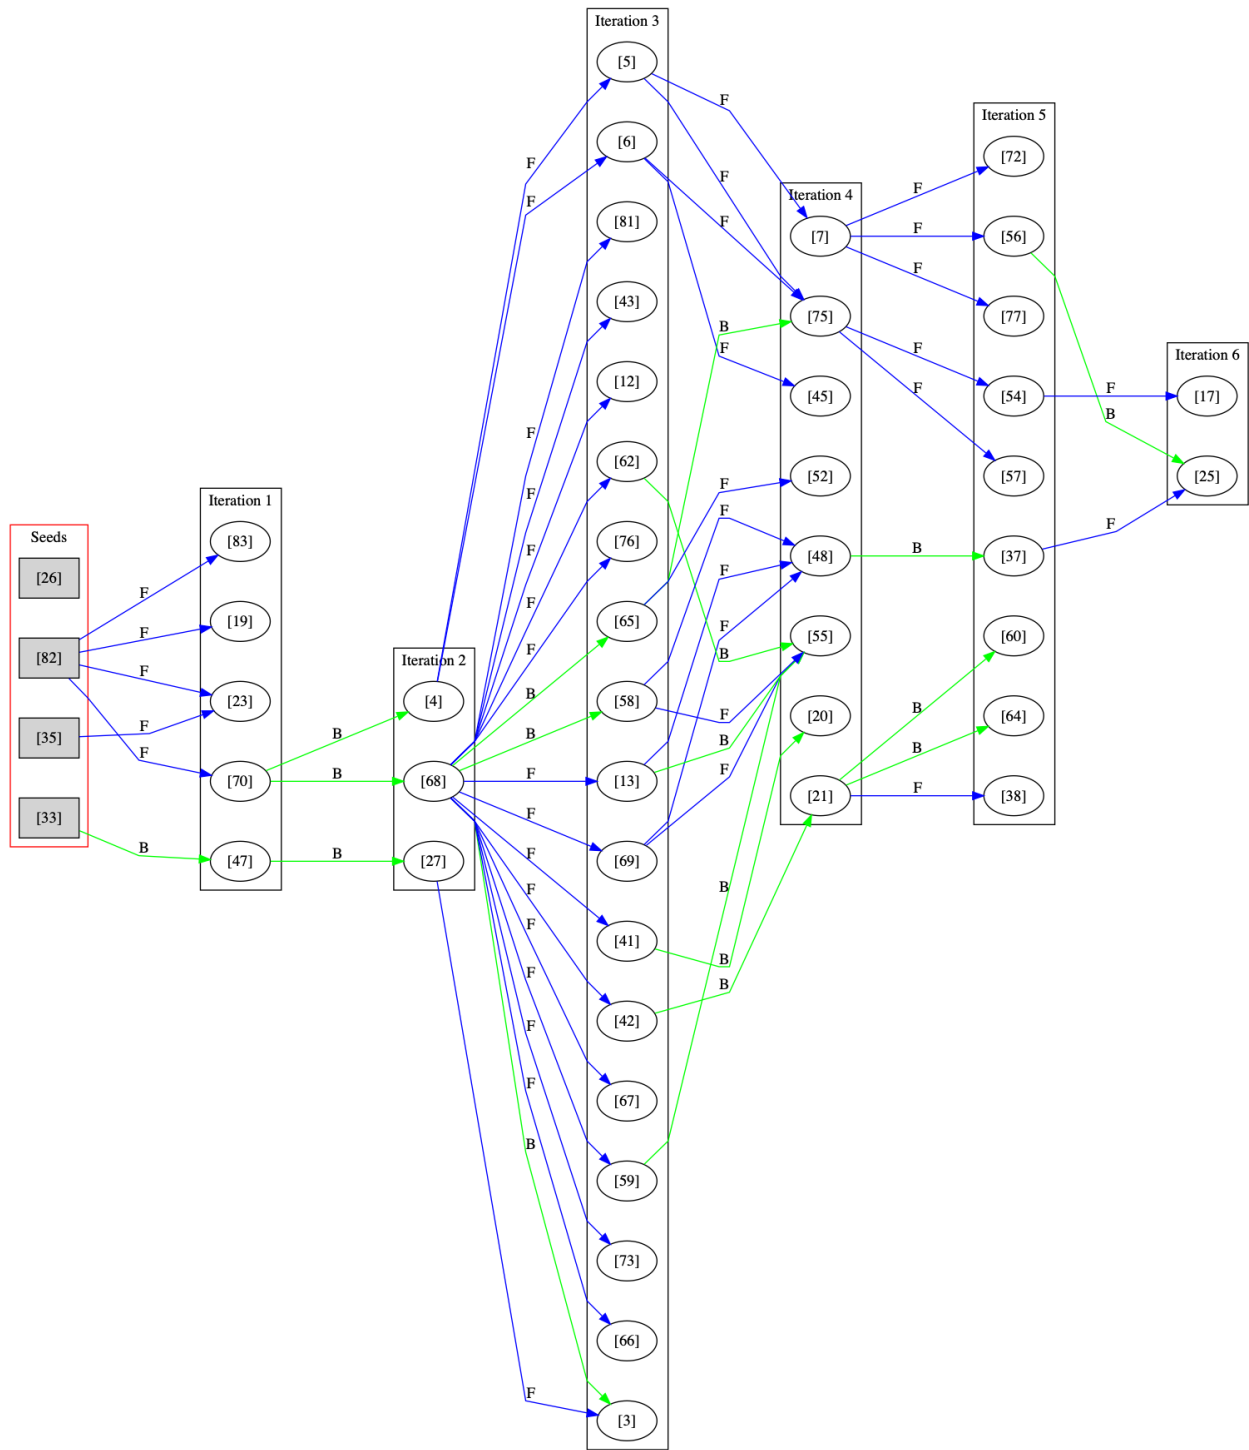 Seeds
[26]
[82]
[35]
[33]
F
F
F
F
F
B
Iteration 1
[83]
[19]
[23]
[70]
[47]
B
B
B
Iteration 2
[4]
[68]
[27]
F
F
F
F
F
F
F
B
B
F
F
F
F
F
F
F
F
B
F
Iteration 3
[5]
[6]
[81]
[43]
[12]
[62]
[76]
[65]
[58]
[13]
[69]
[41]
[42]
[67]
[59]
[73]
[66]
[3]
F
F
F
B
F
F
F
F
F
B
F
B
F
B
B
B
Iteration 4
[7]
[75]
[45]
[52]
[48]
[55]
[20]
[21]
F
F
F
F
F
B
B
B
F
Iteration 5
[72]
[56]
[77]
[54]
[57]
[37]
[60]
[64]
[38]
F
B
F
Iteration 6
[17]
[25]